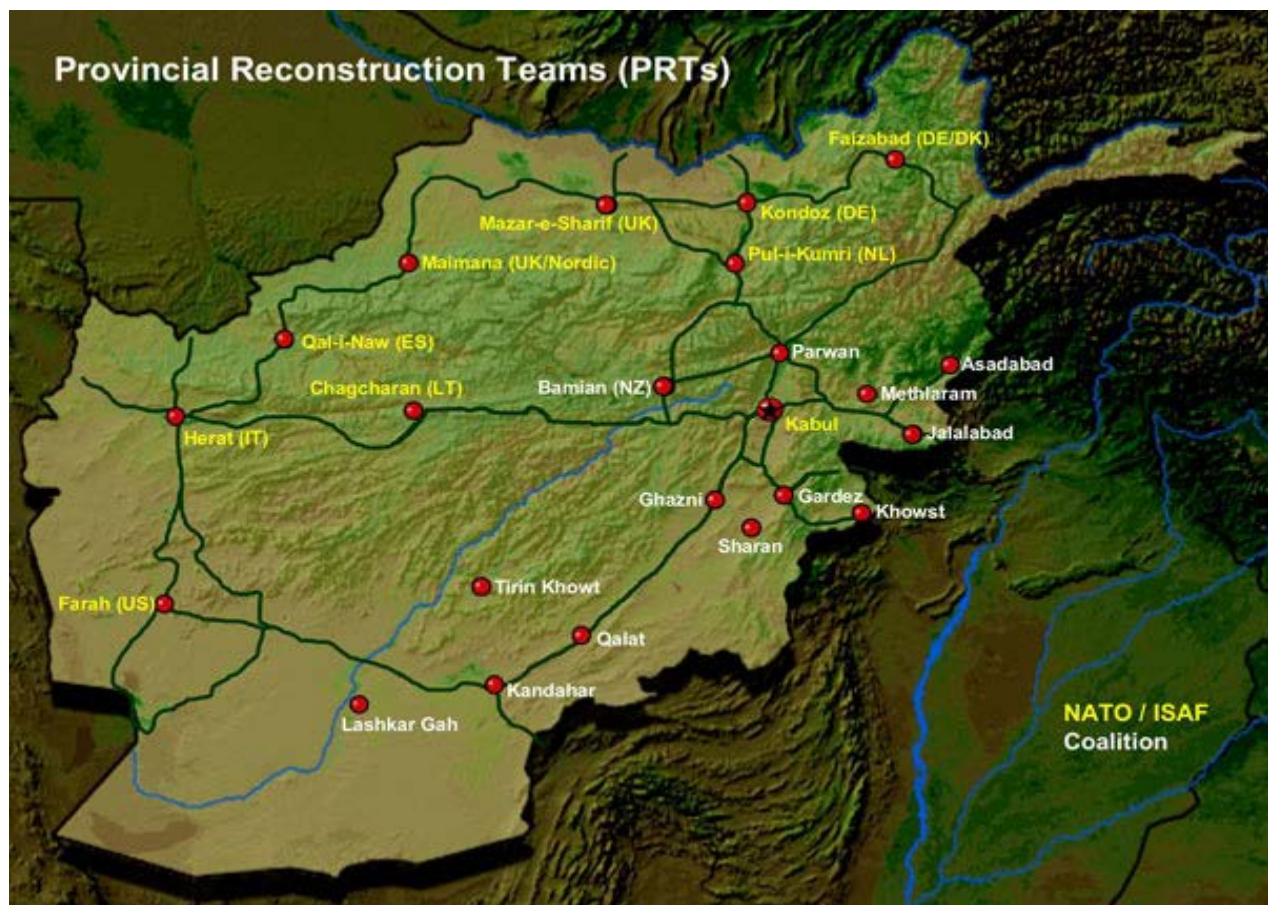 Provincial Reconstruction Teams (PRTs)
Faizabad (DE/DK)
Mazar-e-Sharif (UK)
Kondoz (DE)
Maimana (UK/Nordic)
Pul-i-Kumri (NL)
Qal-i-Naw (ES)
Parwan
Asadabad
Chagcharan (LT)
Bamian (NZ)
Methlaram
Herat (IT)
Kabul
Jalalabad
Ghazni
Gardez
Khowst
Sharan
Tirin Khowt
Farah (US)
Qalat
Kandahar
Lashkar Gah
NATO / ISAF
Coalition